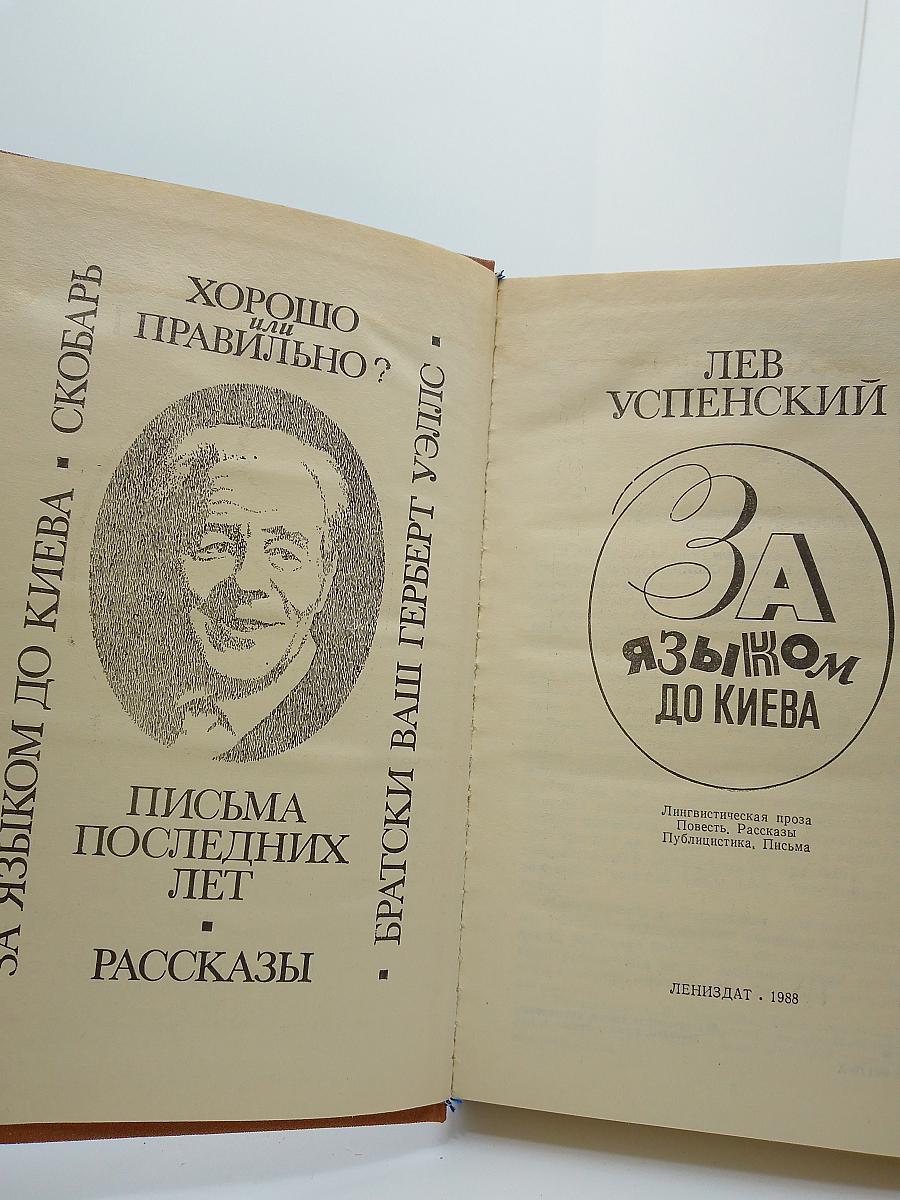 ЗА ЯЗЫКОМ ДО КИЕВА ▪ СКОБАРЬ
ХОРОШО
или
ПРАВИЛЬНО?
ПИСЬМА
ПОСЛЕДНИХ
ЛЕТ
▪
РАССКАЗЫ
▪ БРАТСКИ ВАШ ГЕРБЕРТ УЭЛЛС ▪
ЛЕВ
УСПЕНСКИЙ
ЗА
ЯЗЫКОМ
ДО КИЕВА
Лингвистическая проза
Повесть. Рассказы
Публицистика. Письма
ЛЕНИЗДАТ . 1988